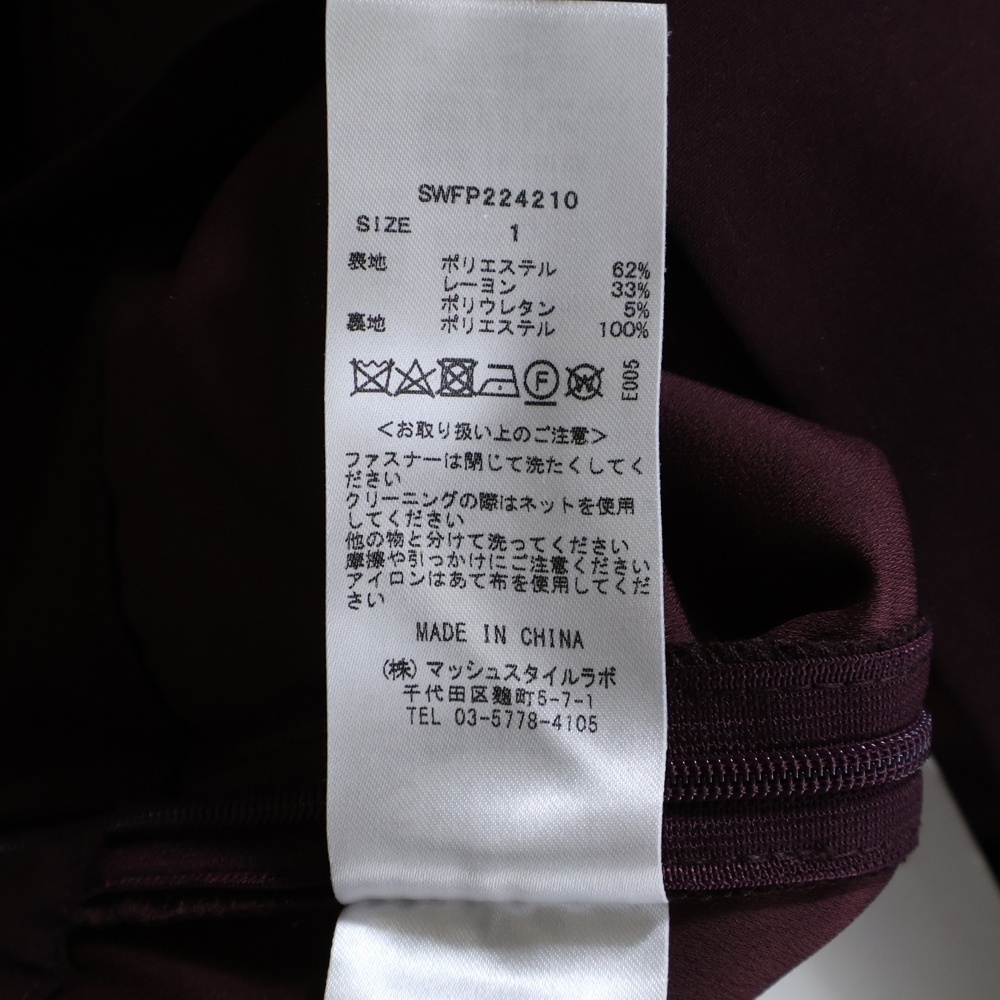 SWFP224210
SIZE 1
表地 ポリエステル 62%
レーヨン 33%
ポリウレタン 5%
裏地 ポリエステル 100%
F W E005
<お取り扱い上のご注意>
ファスナーは閉じて洗たくしてく
ださい
クリーニングの際はネットを使用
してください
他の物と分けて洗ってください
摩擦や引っかけにご注意ください
アイロンはあて布を使用してくだ
さい
MADE IN CHINA
(株)マッシュスタイルラボ
千代田区麹町5-7-1
TEL 03-5778-4105